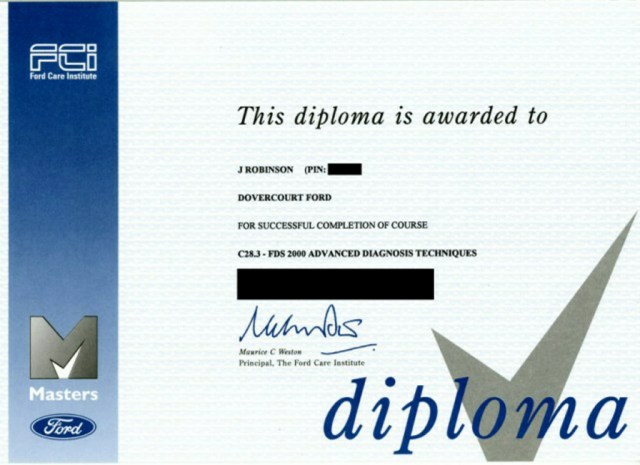 FCi
Ford Care Institute
This diploma is awarded to
J ROBINSON (PIN:
DOVERCOURT FORD
FOR SUCCESSFUL COMPLETION OF COURSE
C28.3 - FDS 2000 ADVANCED DIAGNOSIS TECHNIQUES
Maurice C Weston
Principal, The Ford Care Institute
M
Masters
Ford
diploma